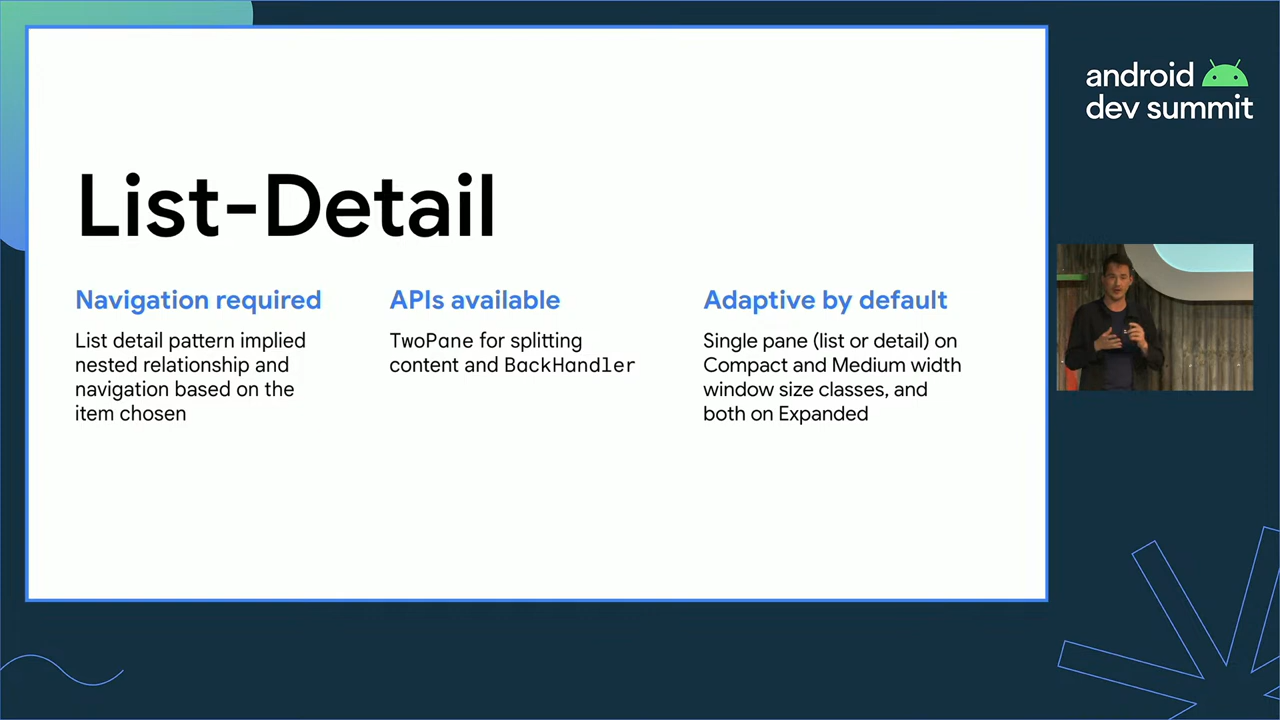 android
dev summit
List-Detail
Navigation required
List detail pattern implied
nested relationship and
navigation based on the
item chosen
APIs available
TwoPane for splitting
content and BackHandler
Adaptive by default
Single pane (list or detail) on
Compact and Medium width
window size classes, and
both on Expanded